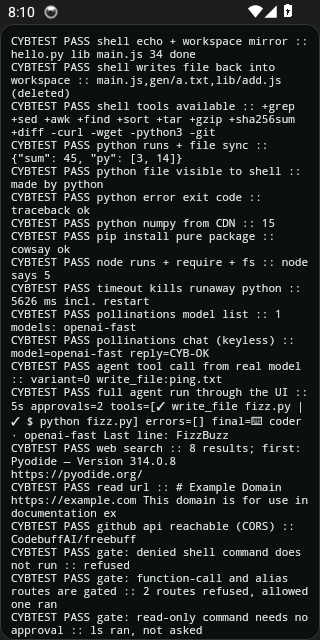 8:10
CYBTEST PASS shell echo + workspace mirror ::
hello.py lib main.js 34 done
CYBTEST PASS shell writes file back into
workspace :: main.js,gen/a.txt,lib/add.js
(deleted)
CYBTEST PASS shell tools available :: +grep
+sed +awk +find +sort +tar +gzip +sha256sum
+diff -curl -wget -python3 -git
CYBTEST PASS python runs + file sync ::
{"sum": 45, "py": [3, 14]}
CYBTEST PASS python file visible to shell ::
made by python
CYBTEST PASS python error exit code ::
traceback ok
CYBTEST PASS python numpy from CDN :: 15
CYBTEST PASS pip install pure package ::
cowsay ok
CYBTEST PASS node runs + require + fs :: node
says 5
CYBTEST PASS timeout kills runaway python ::
5626 ms incl. restart
CYBTEST PASS pollinations model list :: 1
models: openai-fast
CYBTEST PASS pollinations chat (keyless) ::
model=openai-fast reply=CYB-OK
CYBTEST PASS agent tool call from real model
:: variant=0 write_file:ping.txt
CYBTEST PASS full agent run through the UI ::
5s approvals=2 tools=[✓ write_file fizz.py |
✓ $ python fizz.py] errors=[] final=⌨ coder
· openai-fast Last line: FizzBuzz
CYBTEST PASS web search :: 8 results; first:
Pyodide — Version 314.0.8
https://pyodide.org/
CYBTEST PASS read url :: # Example Domain
https://example.com This domain is for use in
documentation ex
CYBTEST PASS github api reachable (CORS) ::
CodebuffAI/freebuff
CYBTEST PASS gate: denied shell command does
not run :: refused
CYBTEST PASS gate: function-call and alias
routes are gated :: 2 routes refused, allowed
one ran
CYBTEST PASS gate: read-only command needs no
approval :: ls ran, not asked